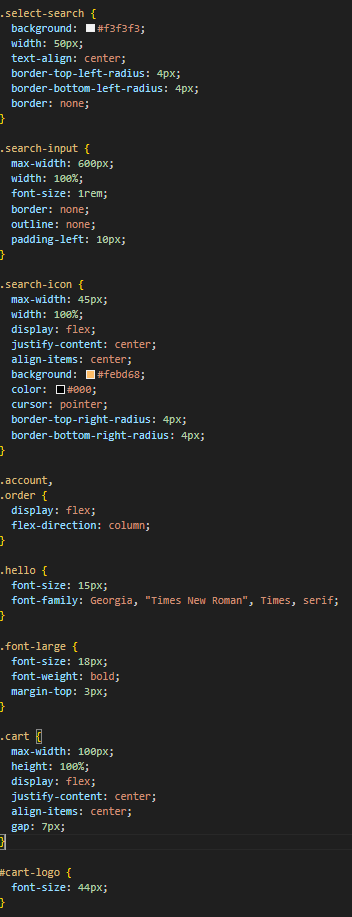 .select-search {
background: #f3f3f3;
width: 50px;
text-align: center;
border-top-left-radius: 4px;
border-bottom-left-radius: 4px;
border: none;
}
.search-input {
max-width: 600px;
width: 100%;
font-size: 1rem;
border: none;
outline: none;
padding-left: 10px;
}
.search-icon {
max-width: 45px;
width: 100%;
display: flex;
justify-content: center;
align-items: center;
background: #febd68;
color: #000;
cursor: pointer;
border-top-right-radius: 4px;
border-bottom-right-radius: 4px;
}
.account,
.order {
display: flex;
flex-direction: column;
}
.hello {
font-size: 15px;
font-family: Georgia, "Times New Roman", Times, serif;
}
.font-large {
font-size: 18px;
font-weight: bold;
margin-top: 3px;
}
.cart {
max-width: 100px;
height: 100%;
display: flex;
justify-content: center;
align-items: center;
gap: 7px;
}
#cart-logo {
font-size: 44px;
}